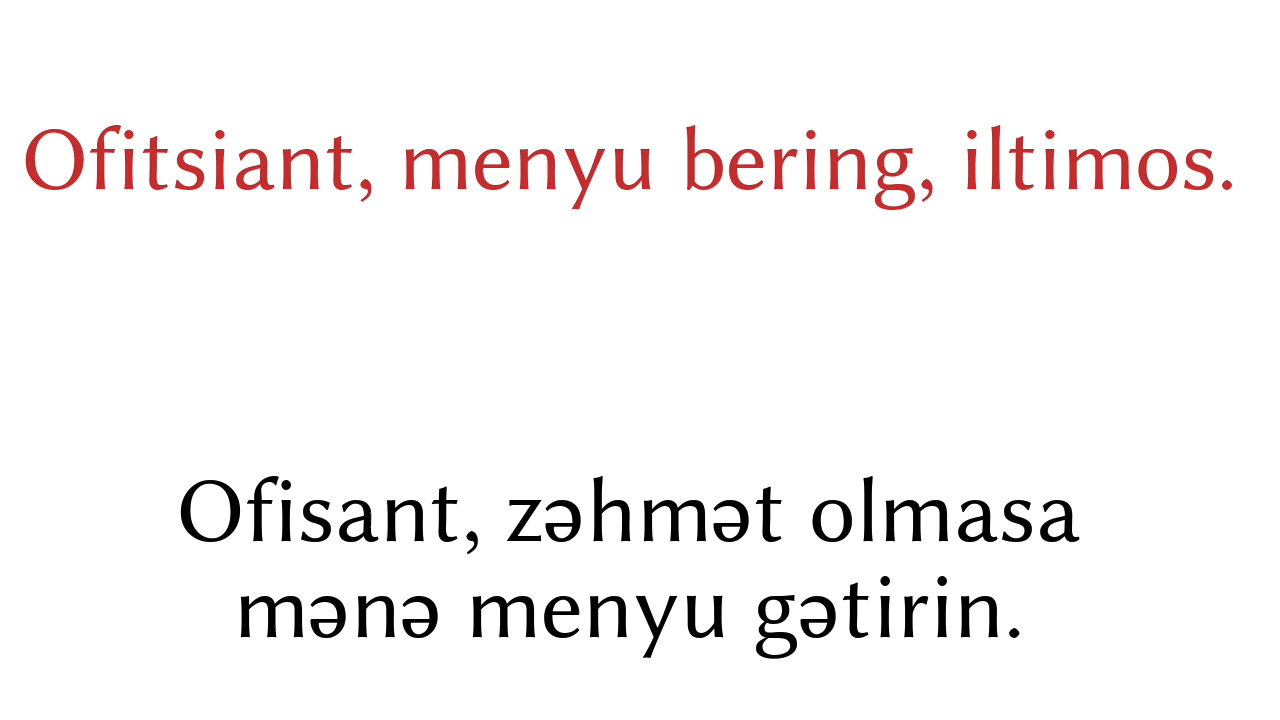 Ofitsiant, menyu bering, iltimos.
Ofisant, zəhmət olmasa
mənə menyu gətirin.